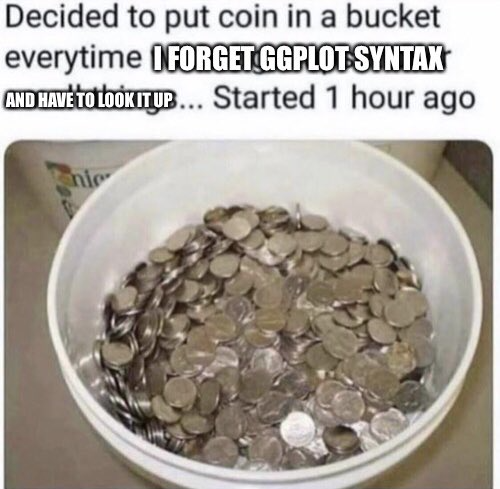 Decided to put coin in a bucket
everytime I FORGET GGPLOT SYNTAX
AND HAVE TO LOOK IT UP ... Started 1 hour ago